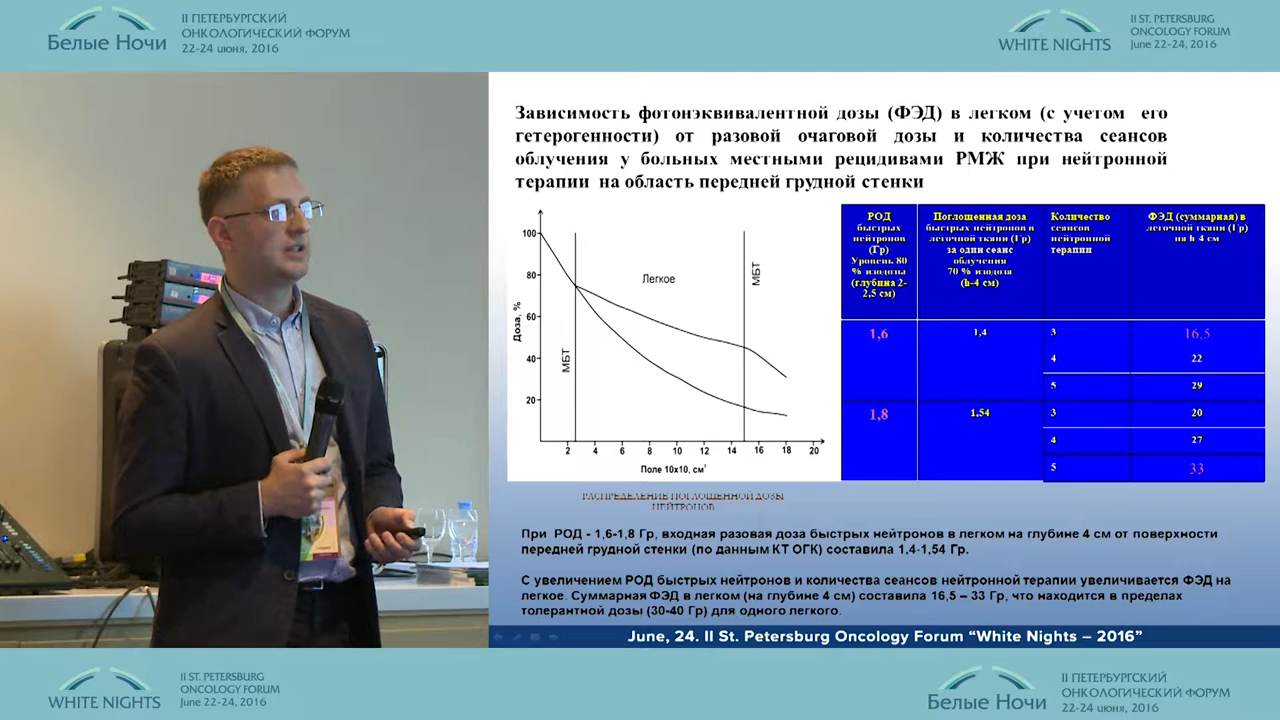 Белые Ночи
II ПЕТЕРБУРГСКИЙ
ОНКОЛОГИЧЕСКИЙ ФОРУМ
22-24 июня, 2016
WHITE NIGHTS
II ST. PETERSBURG
ONCOLOGY FORUM
June 22-24, 2016
Зависимость фотонэквивалентной дозы (ФЭД) в легком (с учетом его
гетерогенности) от разовой очаговой дозы и количества сеансов
облучения у больных местными рецидивами РМЖ при нейтронной
терапии на область передней грудной стенки
Доза, %
100
80
60
40
20
МБТ
Легкое
МБТ
2 4 6 8 10 12 14 16 18 20
Поле 10x10, см²
РАСПРЕДЕЛЕНИЕ ПОГЛОЩЕННОЙ ДОЗЫ
НЕЙТРОНОВ
РОД
быстрых
нейтронов
(Гр)
Уровень 80
% изодозы
(глубина 2-
2,5 см)
Поглощенная доза
быстрых нейтронов в
легочной ткани (Гр)
за один сеанс
облучения
70 % изодоза
(h-4 см)
Количество
сеансов
нейтронной
терапии
ФЭД (суммарная) в
легочной ткани (Гр)
на h-4 см
1,6 1,4 3 16,5
4 22
5 29
1,8 1,54 3 20
4 27
5 33
При РОД - 1,6-1,8 Гр, входная разовая доза быстрых нейтронов в легком на глубине 4 см от поверхности
передней грудной стенки (по данным КТ ОГК) составила 1,4-1,54 Гр.
С увеличением РОД быстрых нейтронов и количества сеансов нейтронной терапии увеличивается ФЭД на
легкое. Суммарная ФЭД в легком (на глубине 4 см) составила 16,5 – 33 Гр, что находится в пределах
толерантной дозы (30-40 Гр) для одного легкого.
June, 24. II St. Petersburg Oncology Forum “White Nights – 2016”
WHITE NIGHTS
II ST. PETERSBURG
ONCOLOGY FORUM
June 22-24, 2016
Белые Ночи
II ПЕТЕРБУРГСКИЙ
ОНКОЛОГИЧЕСКИЙ ФОРУМ
22-24 июня, 2016